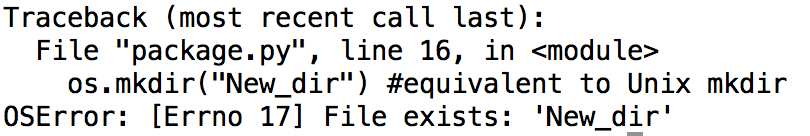 Traceback (most recent call last):
  File "package.py", line 16, in <module>
    os.mkdir("New_dir") #equivalent to Unix mkdir
OSError: [Errno 17] File exists: 'New_dir'